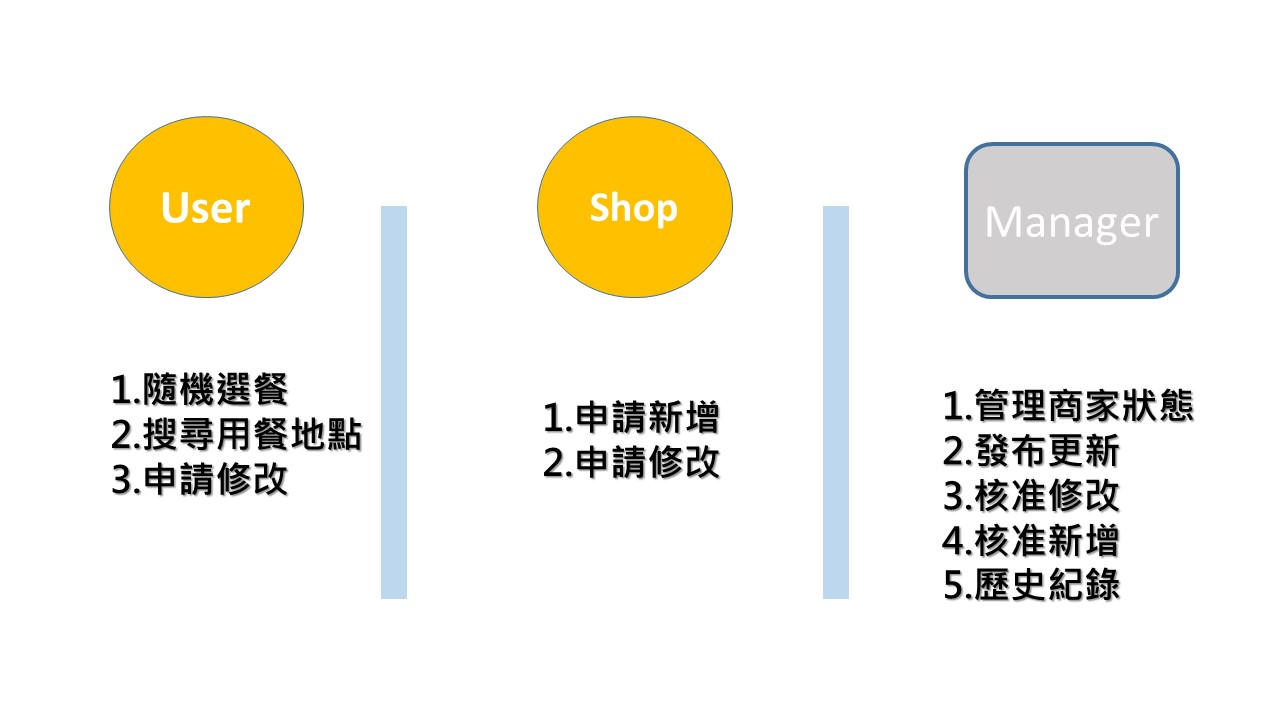 User
1.隨機選餐
2.搜尋用餐地點
3.申請修改
Shop
1.申請新增
2.申請修改
Manager
1.管理商家狀態
2.發布更新
3.核准修改
4.核准新增
5.歷史紀錄